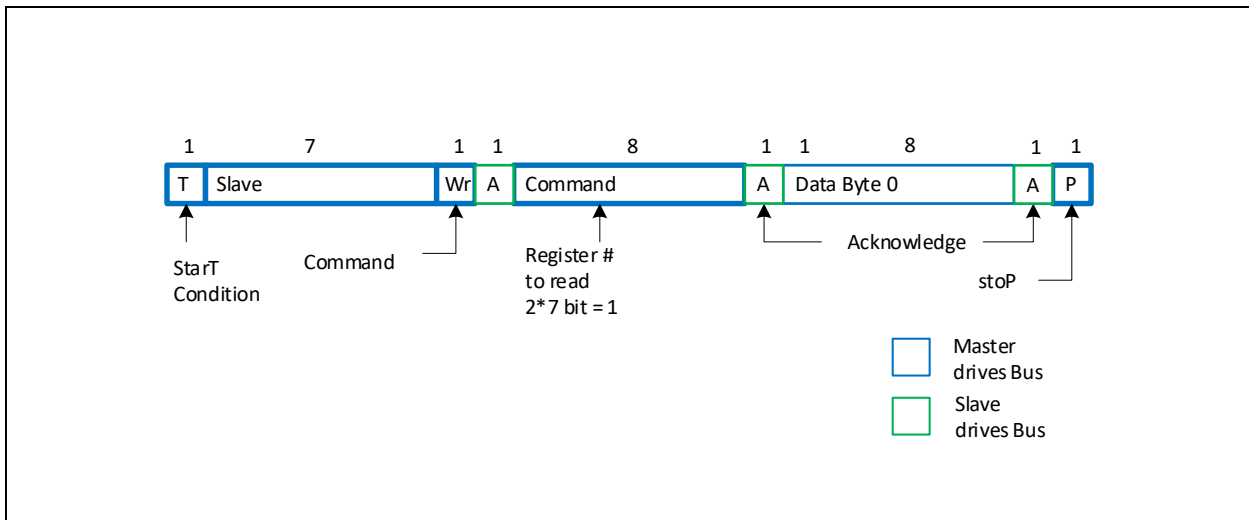 1 7 1 1 8 1 1 8 1 1
T Slave Wr A Command A Data Byte 0 A P
StarT
Condition
Command
Register #
to read
2*7 bit = 1
Acknowledge
stoP
Master
drives Bus
Slave
drives Bus